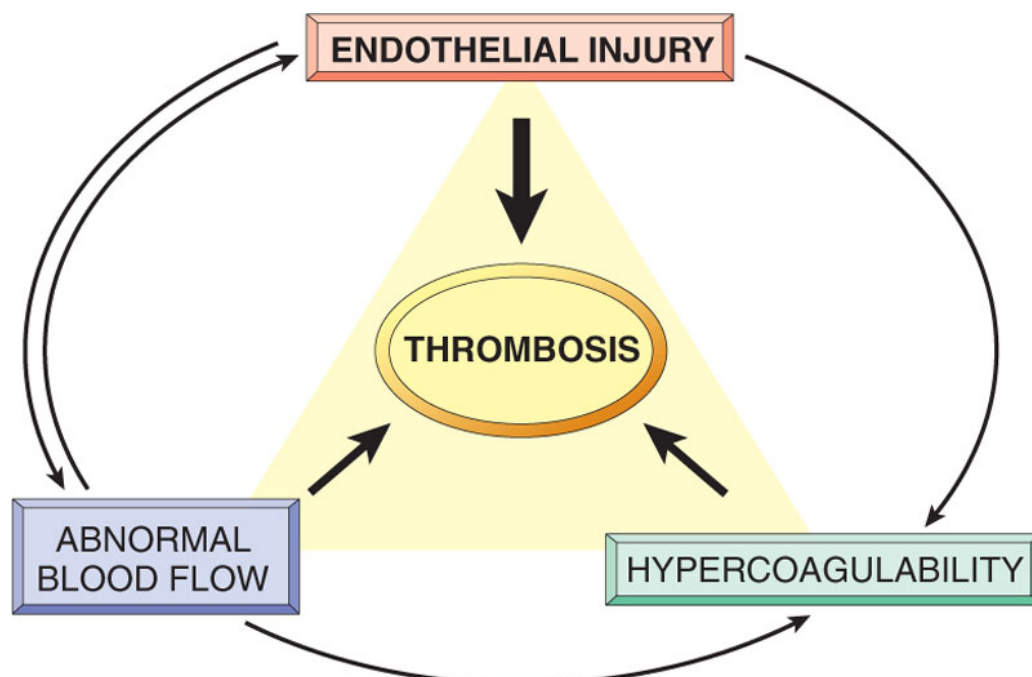 ENDOTHELIAL INJURY
THROMBOSIS
ABNORMAL
BLOOD FLOW
HYPERCOAGULABILITY